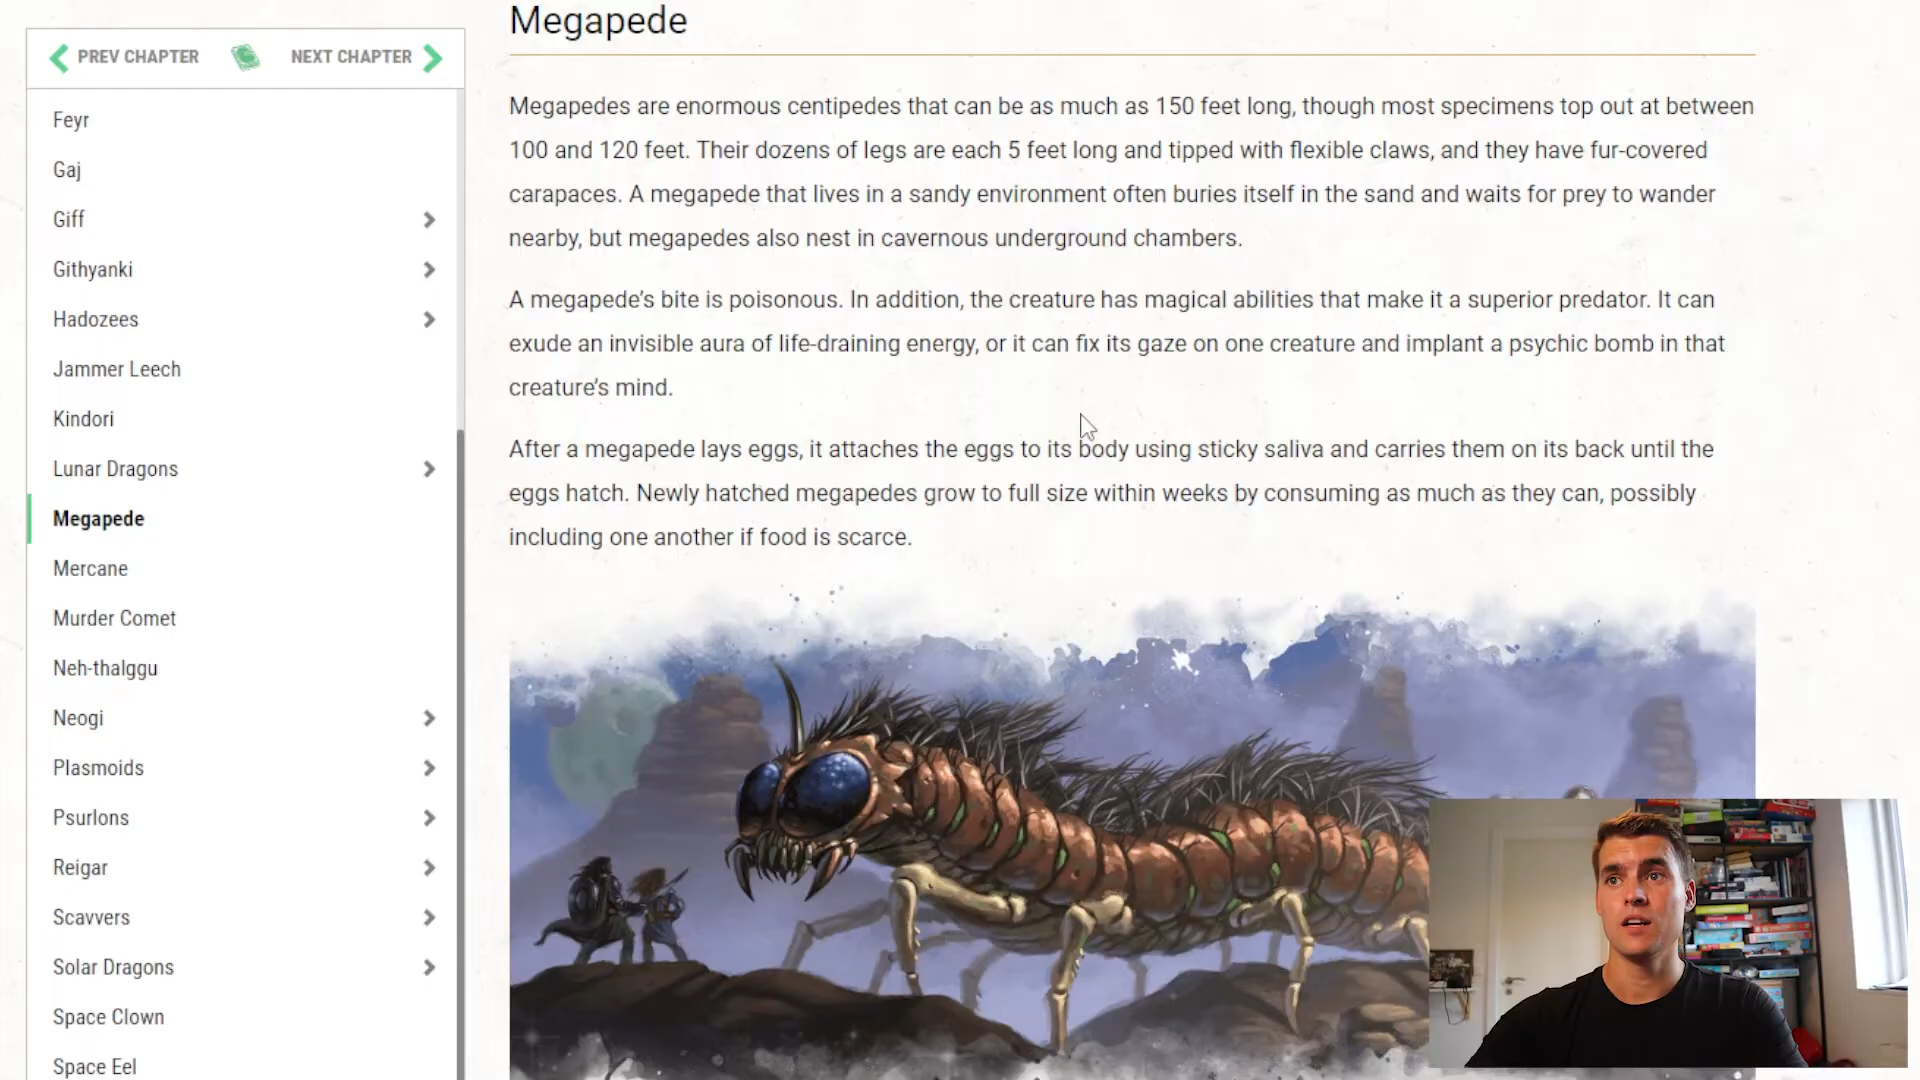 PREV CHAPTER
NEXT CHAPTER
Feyr
Gaj
Giff
Githyanki
Hadozees
Jammer Leech
Kindori
Lunar Dragons
Megapede
Mercane
Murder Comet
Neh-thalggu
Neogi
Plasmoids
Psurlons
Reigar
Scavvers
Solar Dragons
Space Clown
Space Eel
Megapede
Megapedes are enormous centipedes that can be as much as 150 feet long, though most specimens top out at between
100 and 120 feet. Their dozens of legs are each 5 feet long and tipped with flexible claws, and they have fur-covered
carapaces. A megapede that lives in a sandy environment often buries itself in the sand and waits for prey to wander
nearby, but megapedes also nest in cavernous underground chambers.
A megapede’s bite is poisonous. In addition, the creature has magical abilities that make it a superior predator. It can
exude an invisible aura of life-draining energy, or it can fix its gaze on one creature and implant a psychic bomb in that
creature’s mind.
After a megapede lays eggs, it attaches the eggs to its body using sticky saliva and carries them on its back until the
eggs hatch. Newly hatched megapedes grow to full size within weeks by consuming as much as they can, possibly
including one another if food is scarce.